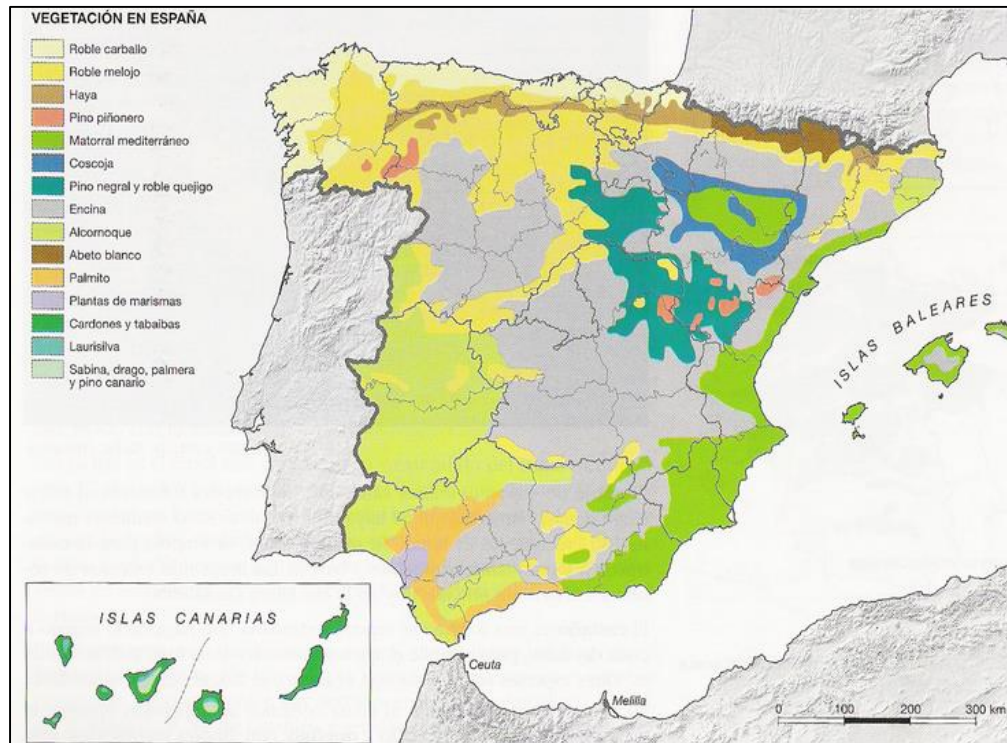 VEGETACIÓN EN ESPAÑA
Roble carballo
Roble melojo
Haya
Pino piñonero
Matorral mediterráneo
Coscoja
Pino negral y roble quejigo
Encina
Alcornoque
Abeto blanco
Palmito
Plantas de marismas
Cardones y tabaibas
Laurisilva
Sabina, drago, palmera
y pino canario
ISLAS BALEARES
ISLAS CANARIAS
Ceuta
Melilla
0 100 200 300 km